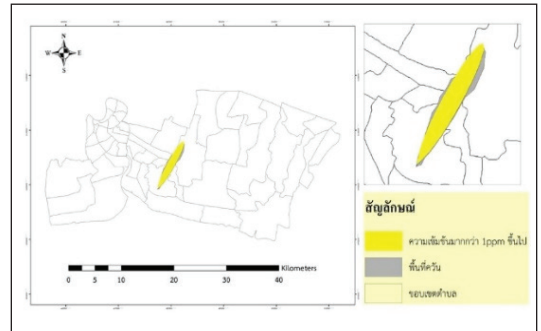 N
W E
S
Kilometers
0 5 10 20 30 40
สัญลักษณ์
ความเข้มข้นมากกว่า 1ppm ขึ้นไป
พื้นที่ควัน
ขอบเขตตำบล